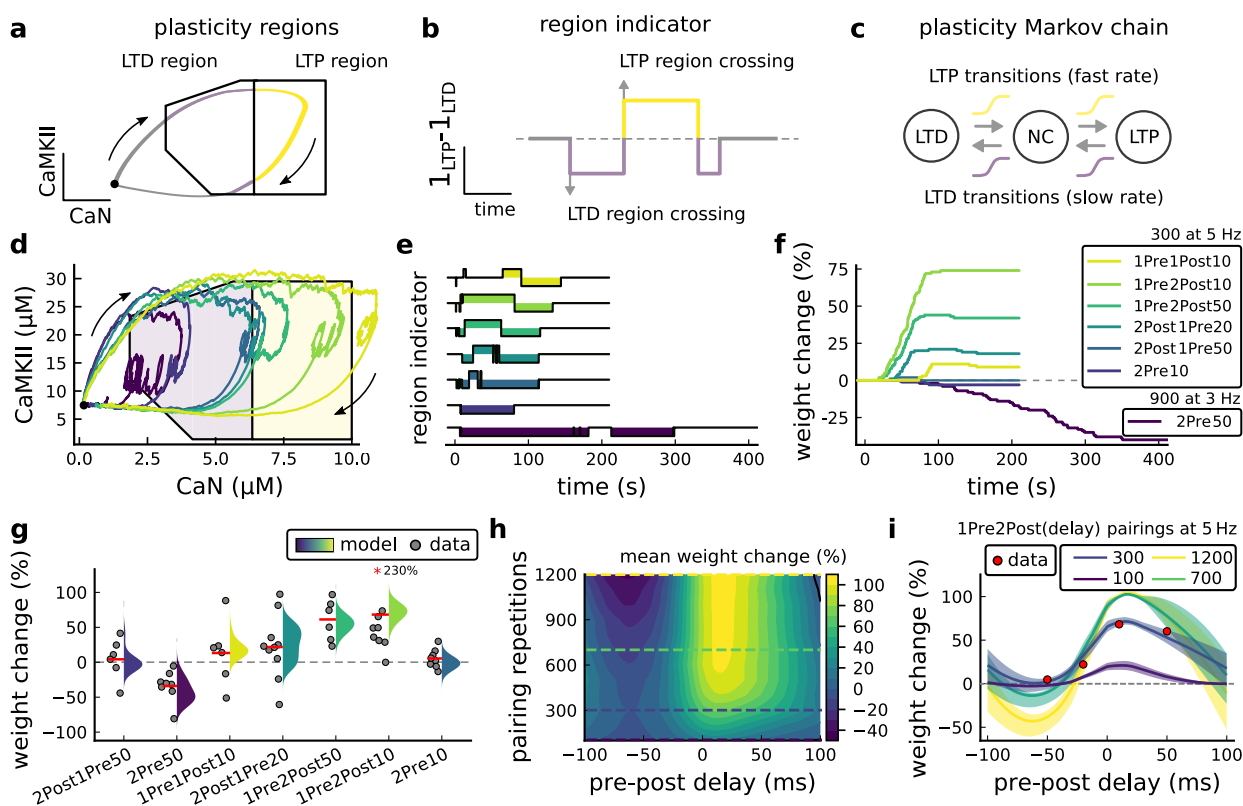 a plasticity regions
LTD region LTP region
CaMKII
CaN
b region indicator
LTP region crossing
1LTP-1LTD
time
LTD region crossing
c plasticity Markov chain
LTP transitions (fast rate)
LTD NC LTP
LTD transitions (slow rate)
d
CaMKII (μM)
30
25
20
15
10
5
0.0 2.5 5.0 7.5 10.0
CaN (μM)
e
region indicator
0 100 200 300 400
time (s)
f
weight change (%)
75
50
25
0
−25
0 100 200 300 400
time (s)
300 at 5 Hz
1Pre1Post10
1Pre2Post10
1Pre2Post50
2Post1Pre20
2Post1Pre50
2Pre10
900 at 3 Hz
2Pre50
g
model data
*230%
weight change (%)
100
50
0
−50
−100
2Post1Pre50
2Pre50
1Pre1Post10
2Post1Pre20
1Pre2Post50
1Pre2Post10
2Pre10
h
mean weight change (%)
pairing repetitions
1200
900
600
300
−100 −50 0 50 100
pre-post delay (ms)
100
80
60
40
20
0
−20
−40
i
1Pre2Post(delay) pairings at 5 Hz
data
300 1200
100 700
weight change (%)
100
50
0
−50
−100 −50 0 50 100
pre-post delay (ms)